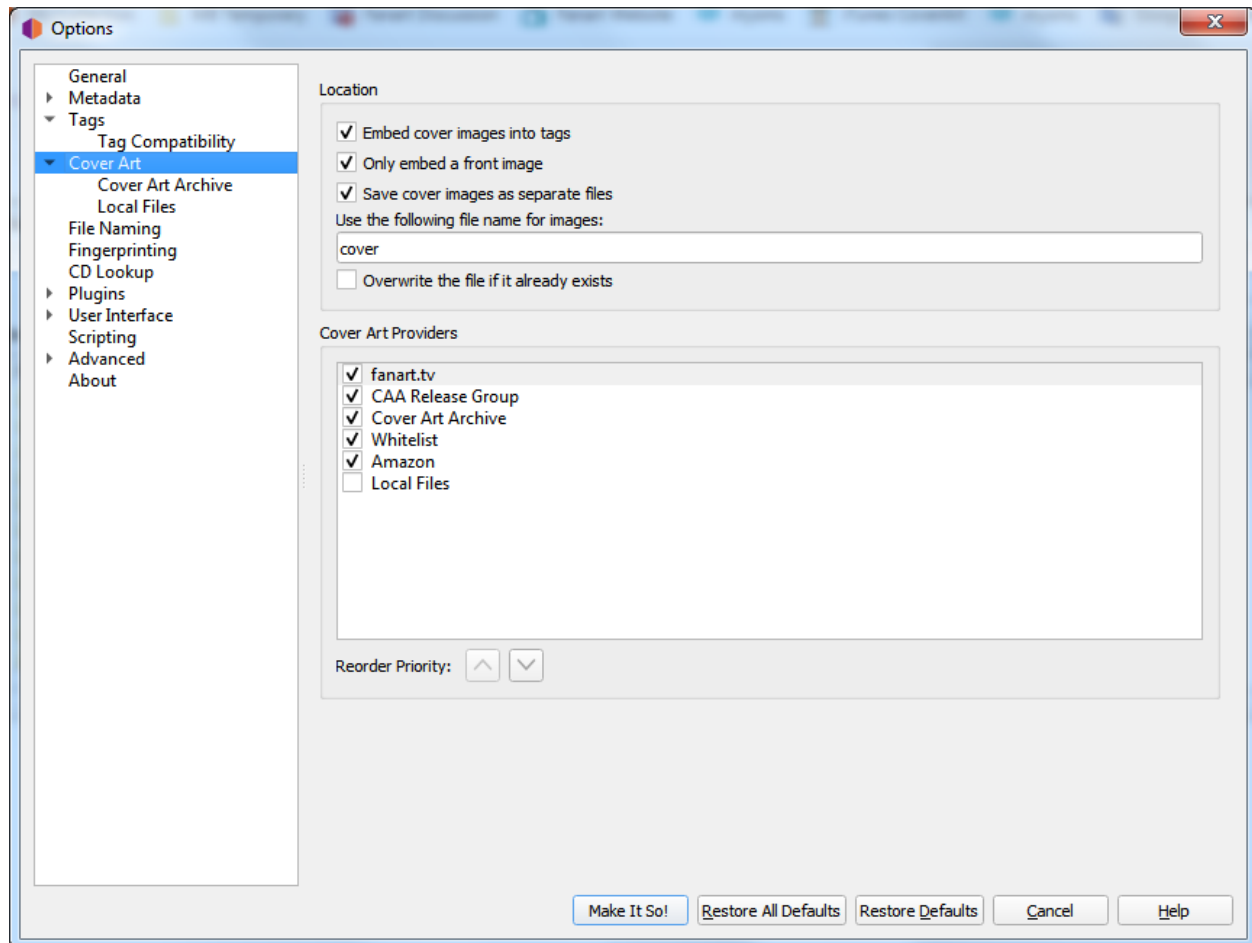 Options
General
Metadata
Tags
Tag Compatibility
Cover Art
Cover Art Archive
Local Files
File Naming
Fingerprinting
CD Lookup
Plugins
User Interface
Scripting
Advanced
About
Location
Embed cover images into tags
Only embed a front image
Save cover images as separate files
Use the following file name for images:
cover
Overwrite the file if it already exists
Cover Art Providers
fanart.tv
CAA Release Group
Cover Art Archive
Whitelist
Amazon
Local Files
Reorder Priority:
Make It So!
Restore All Defaults
Restore Defaults
Cancel
Help